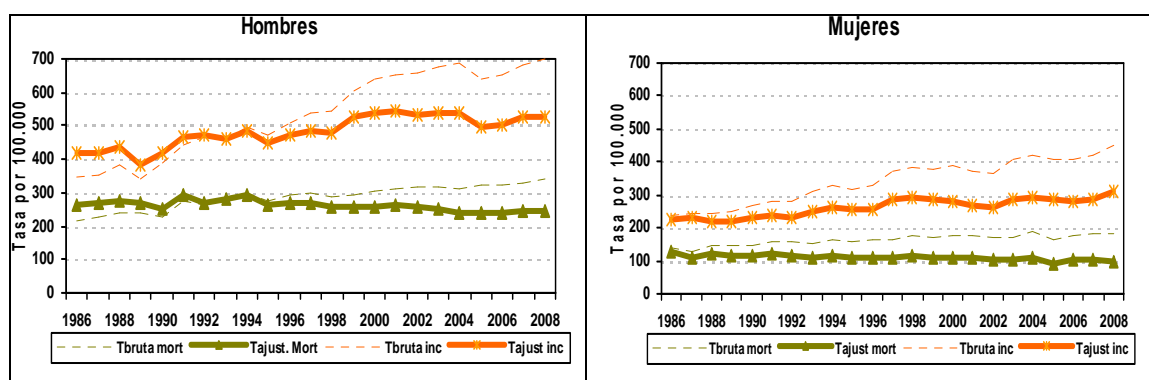 Hombres
Tasa por 100.000
700
600
500
400
300
200
100
0
1986 1988 1990 1992 1994 1996 1998 2000 2002 2004 2006 2008
Tbruta mort Tajust. Mort Tbruta inc Tajust inc
Mujeres
Tasa por 100.000
700
600
500
400
300
200
100
0
1986 1988 1990 1992 1994 1996 1998 2000 2002 2004 2006 2008
Tbruta mort Tajust mort Tbruta inc Tajust inc